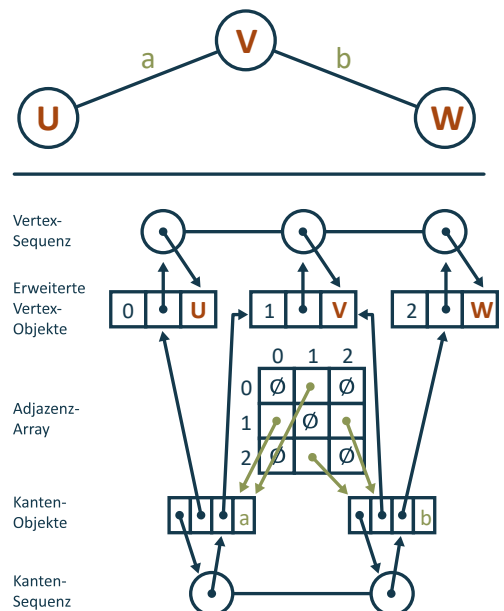 V
a
b
U
W
Vertex-
Sequenz
Erweiterte
Vertex-
Objekte
0 U
1 V
2 W
0 1 2
0 Ø Ø
Adjazenz-
Array
1 Ø
2 Ø Ø
Kanten-
Objekte
a
b
Kanten-
Sequenz